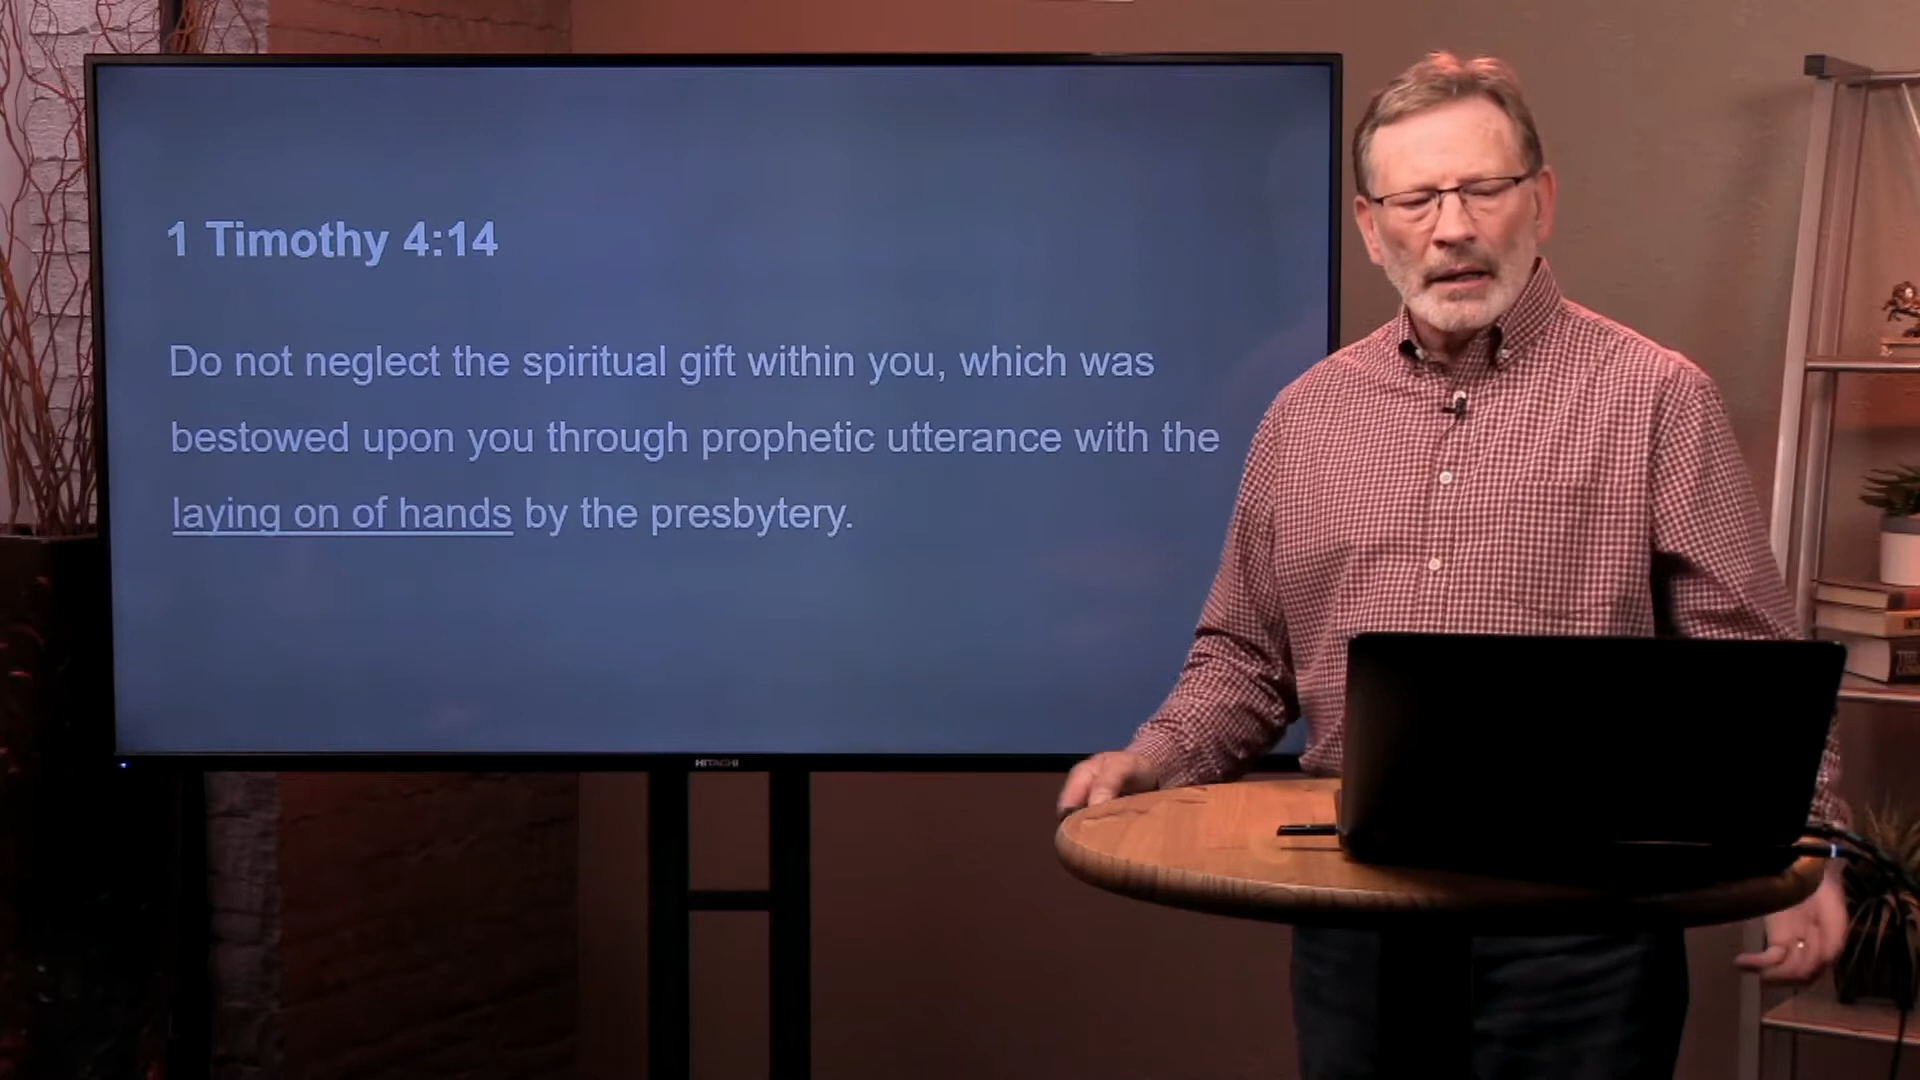 1 Timothy 4:14
Do not neglect the spiritual gift within you, which was
bestowed upon you through prophetic utterance with the
laying on of hands by the presbytery.
HITACHI